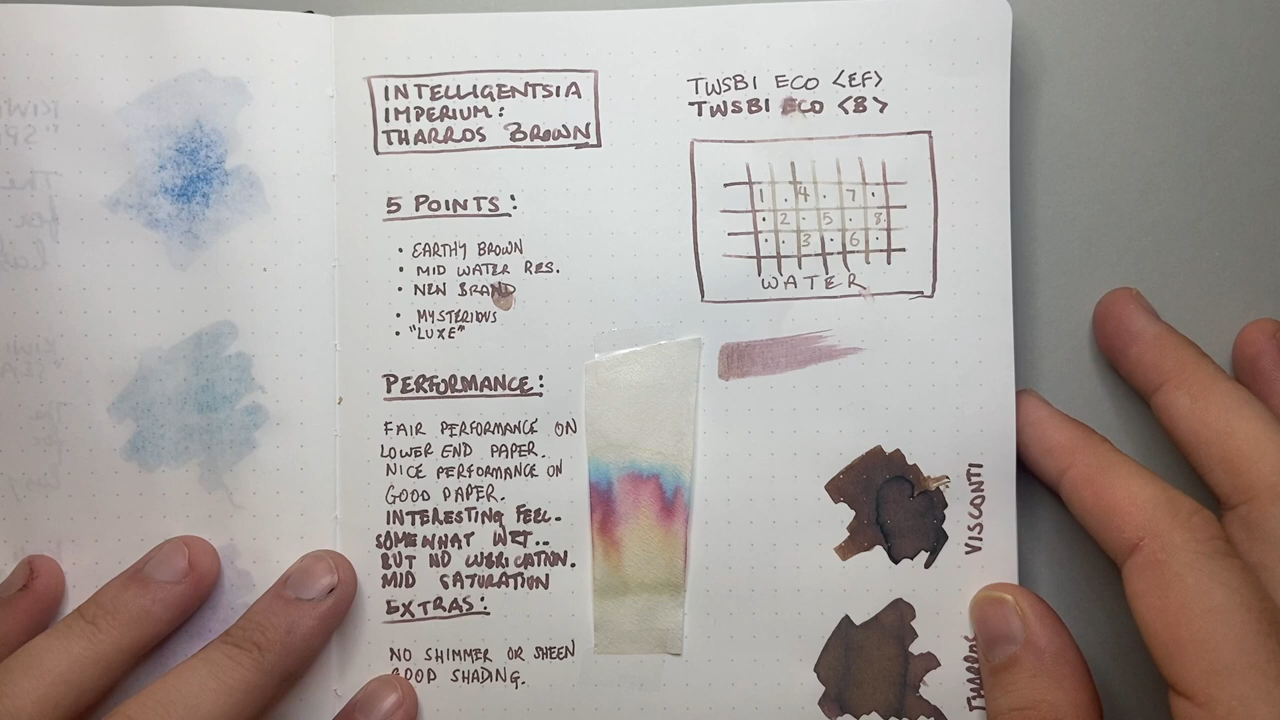 INTELLIGENTSIA
IMPERIUM:
THARROS BROWN
TWSBI ECO <EF>
TWSBI ECO <B>
5 POINTS:
• EARTHY BROWN
• MID WATER RES.
• NEW BRAND
• MYSTERIOUS
• "LUXE"
1 · 4 · 7 ·
· 2 · 5 · 8
· · 3 · 6 ·
WATER
PERFORMANCE:
FAIR PERFORMANCE ON
LOWER END PAPER.
NICE PERFORMANCE ON
GOOD PAPER.
INTERESTING FEEL.
SOMEWHAT WET..
BUT NO LUBRICATION.
MID SATURATION
EXTRAS:
NO SHIMMER OR SHEEN
GOOD SHADING.
VISCONTI
THARROS